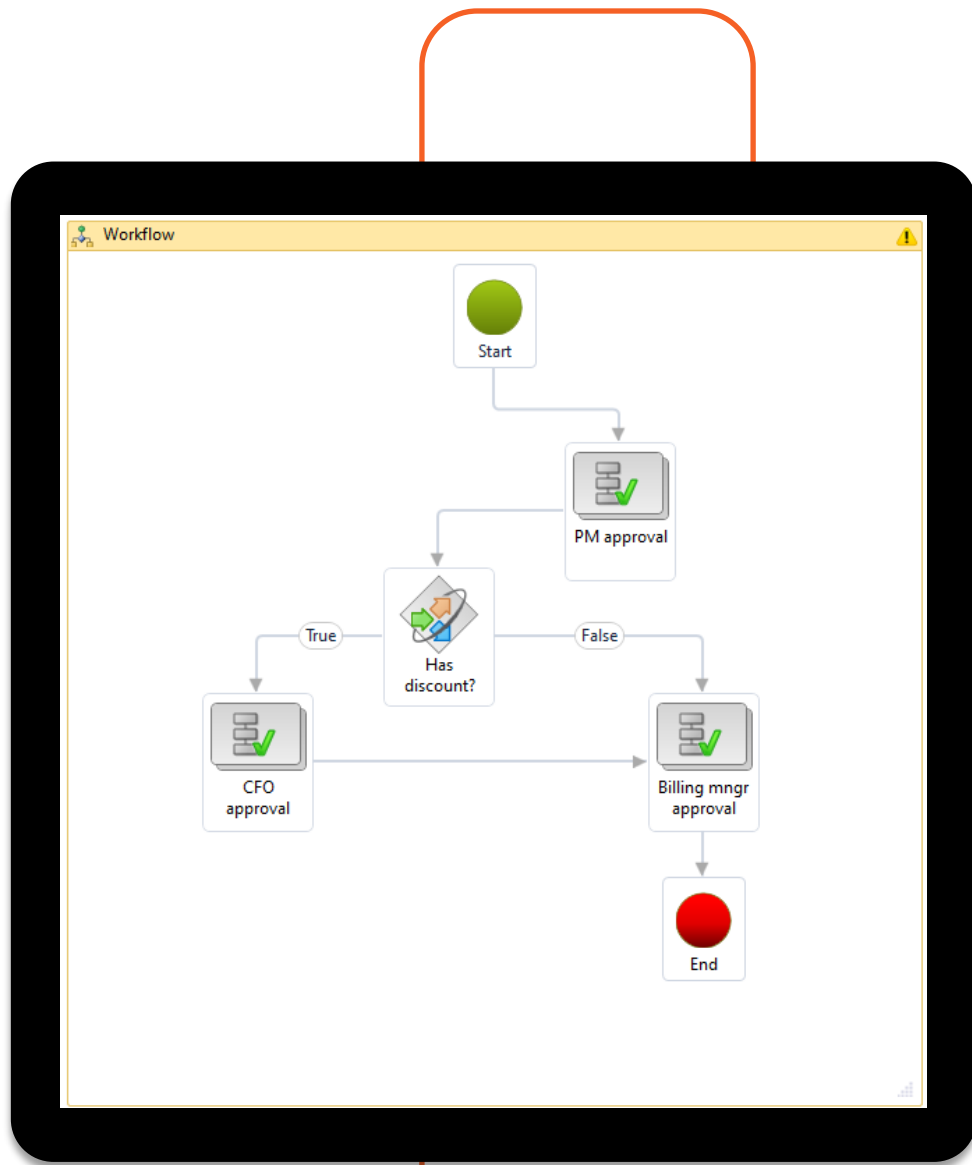 Workflow
Start
PM approval
True
False
Has
discount?
CFO
approval
Billing mngr
approval
End